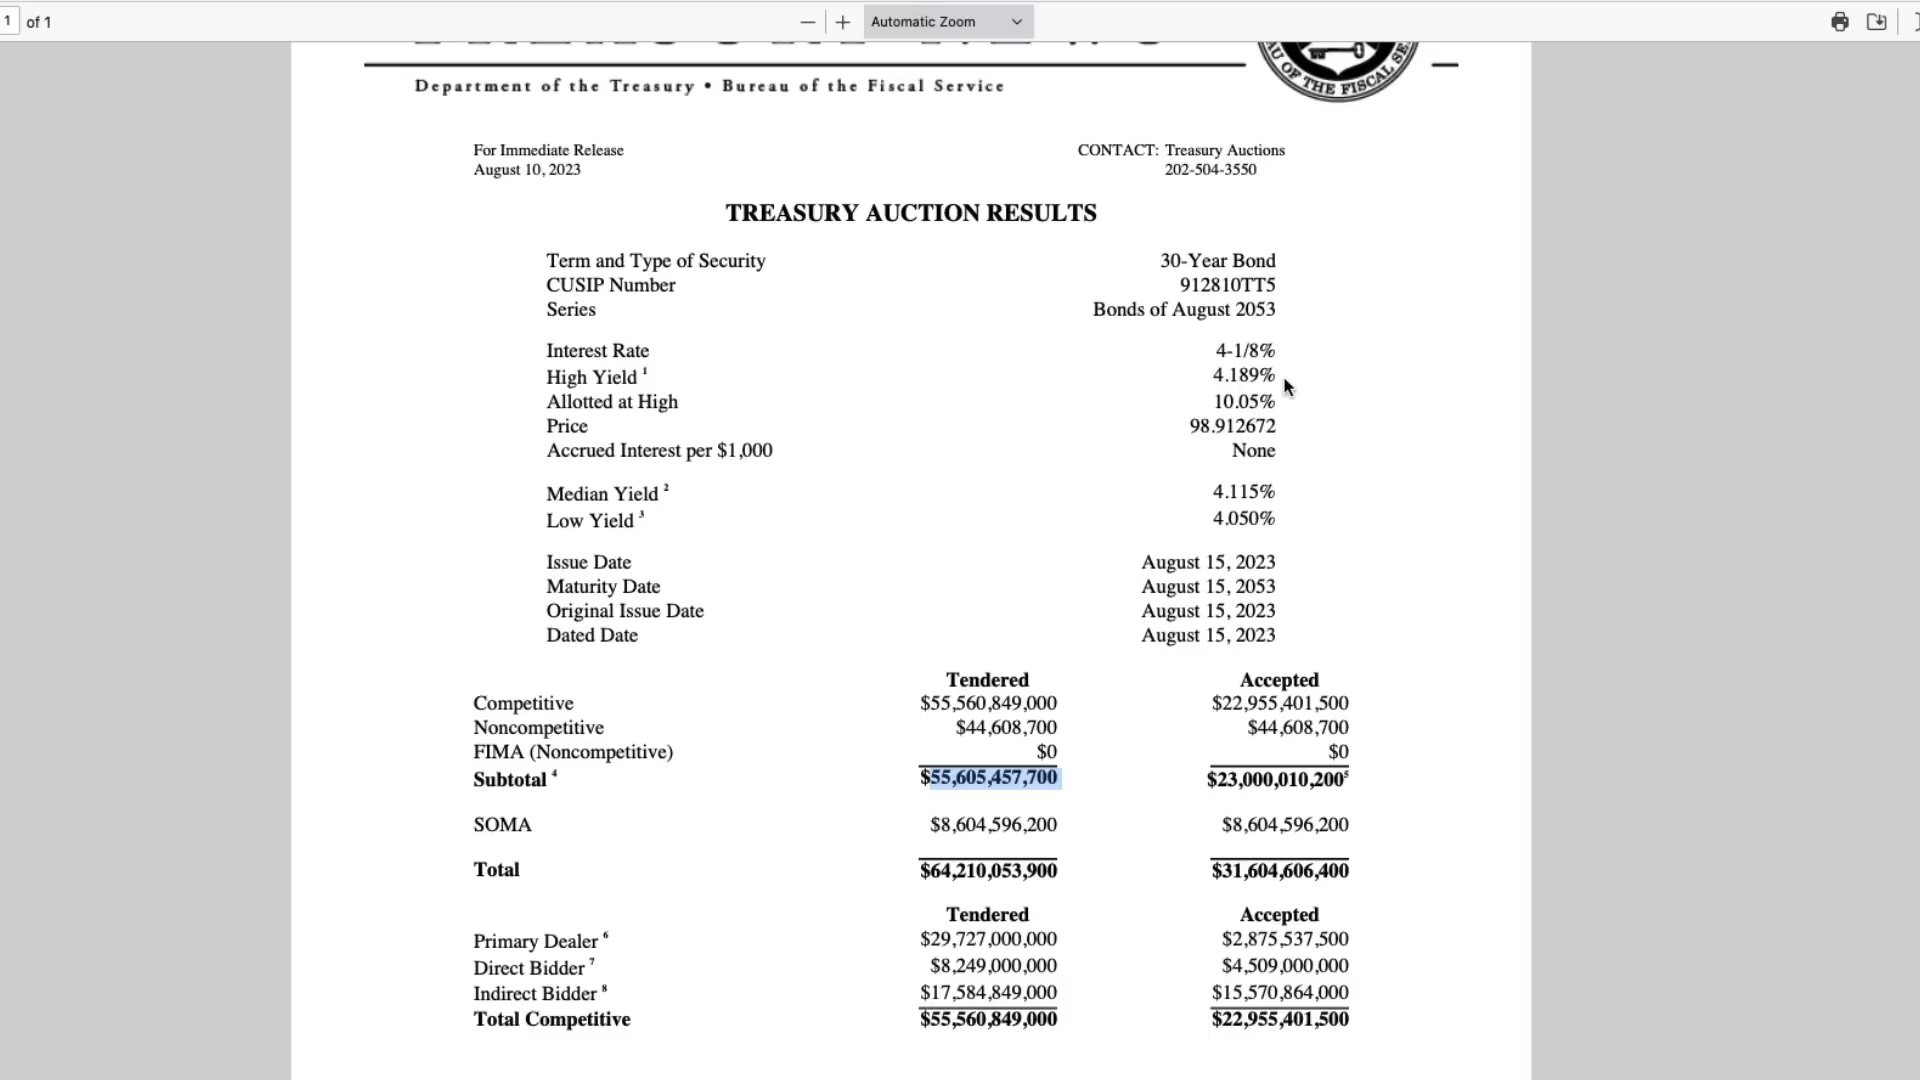 1 of 1 Automatic Zoom
Department of the Treasury • Bureau of the Fiscal Service
AU OF THE FISCAL SE
For Immediate Release CONTACT: Treasury Auctions
August 10, 2023 202-504-3550
TREASURY AUCTION RESULTS
Term and Type of Security 30-Year Bond
CUSIP Number 912810TT5
Series Bonds of August 2053
Interest Rate 4-1/8%
High Yield ¹ 4.189%
Allotted at High 10.05%
Price 98.912672
Accrued Interest per $1,000 None
Median Yield ² 4.115%
Low Yield ³ 4.050%
Issue Date August 15, 2023
Maturity Date August 15, 2053
Original Issue Date August 15, 2023
Dated Date August 15, 2023
Tendered Accepted
Competitive $55,560,849,000 $22,955,401,500
Noncompetitive $44,608,700 $44,608,700
FIMA (Noncompetitive) $0 $0
Subtotal ⁴ $55,605,457,700 $23,000,010,200⁵
SOMA $8,604,596,200 $8,604,596,200
Total $64,210,053,900 $31,604,606,400
Tendered Accepted
Primary Dealer ⁶ $29,727,000,000 $2,875,537,500
Direct Bidder ⁷ $8,249,000,000 $4,509,000,000
Indirect Bidder ⁸ $17,584,849,000 $15,570,864,000
Total Competitive $55,560,849,000 $22,955,401,500